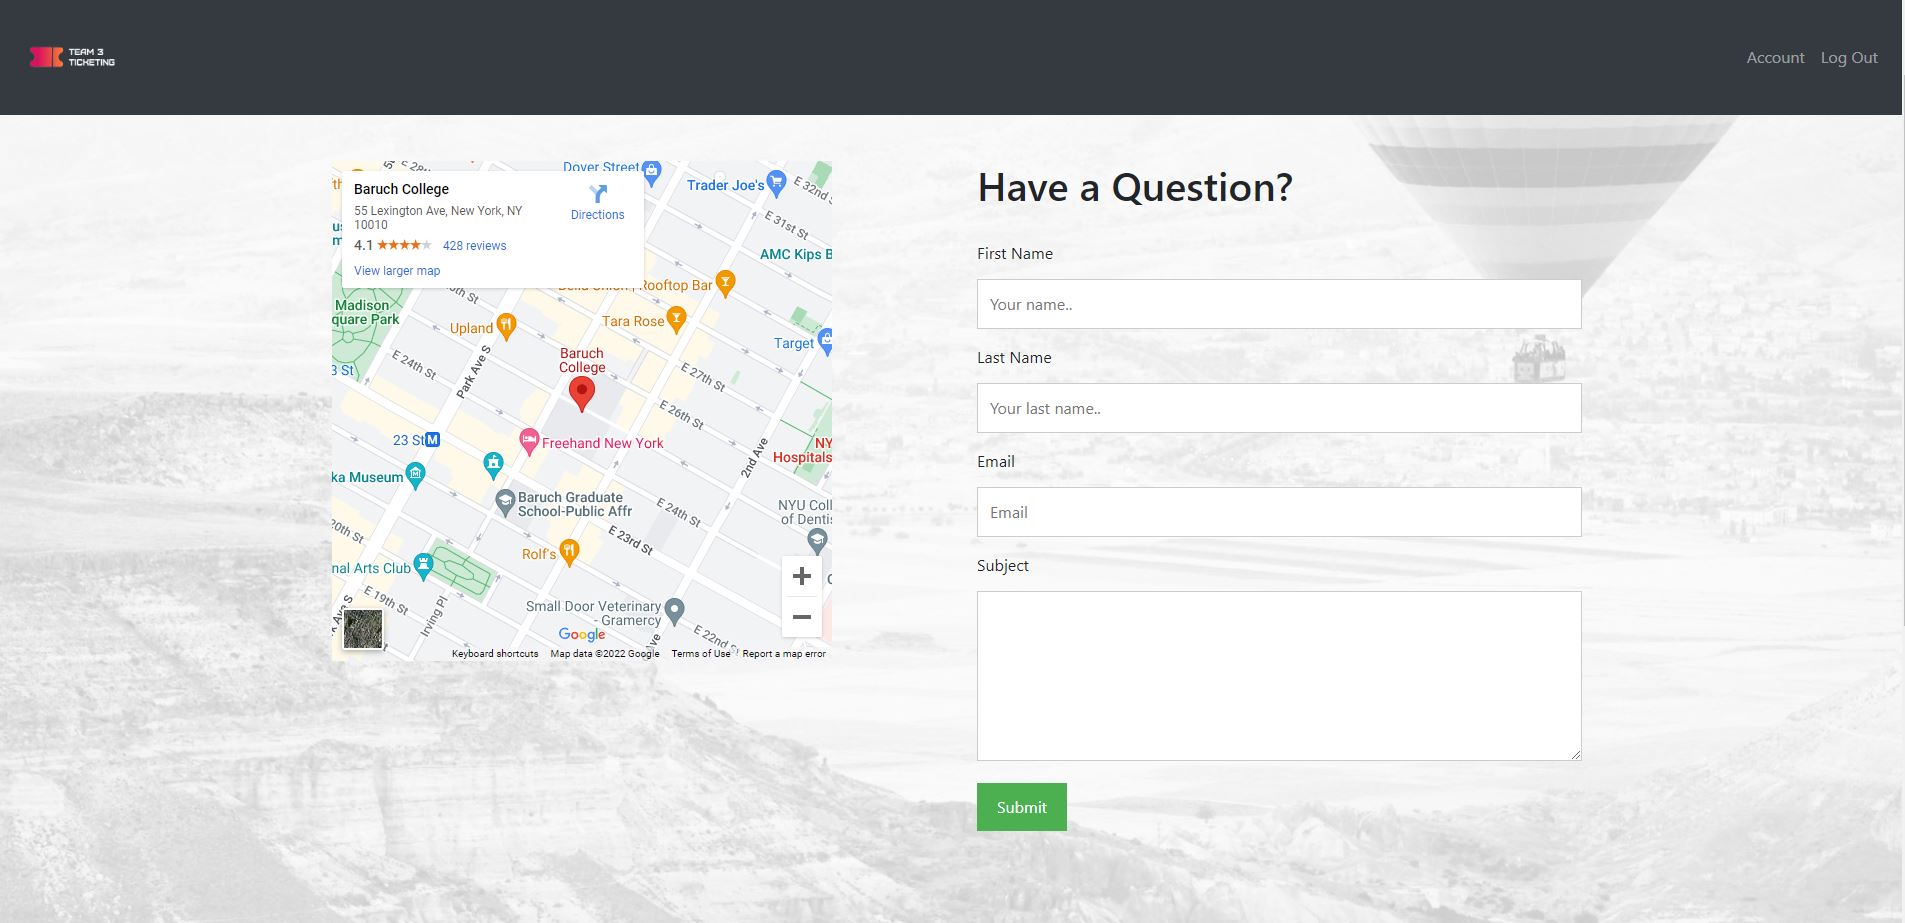 TEAM 3
TICKETING
Account
Log Out
Baruch College
55 Lexington Ave, New York, NY
10010
4.1
428 reviews
View larger map
Directions
E 28th
Dover Street
Trader Joe's
E 32nd
E 31st St
AMC Kips B
Rooftop Bar
Madison
quare Park
Upland
Tara Rose
Target
Baruch
College
3 St
E 24th St
Park Ave S
E 27th St
E 26th St
23 St
M
Freehand New York
2nd Ave
NY
Hospitals
ka Museum
Baruch Graduate
School-Public Affr
NYU Coll
of Dentis
E 24th St
20th St
E 23rd St
Rolf's
nal Arts Club
E 19th St
Irving Pl
Small Door Veterinary
- Gramercy
E 22nd St
Google
Keyboard shortcuts
Map data ©2022 Google
Terms of Use
Report a map error
Have a Question?
First Name
Your name..
Last Name
Your last name..
Email
Email
Subject
Submit